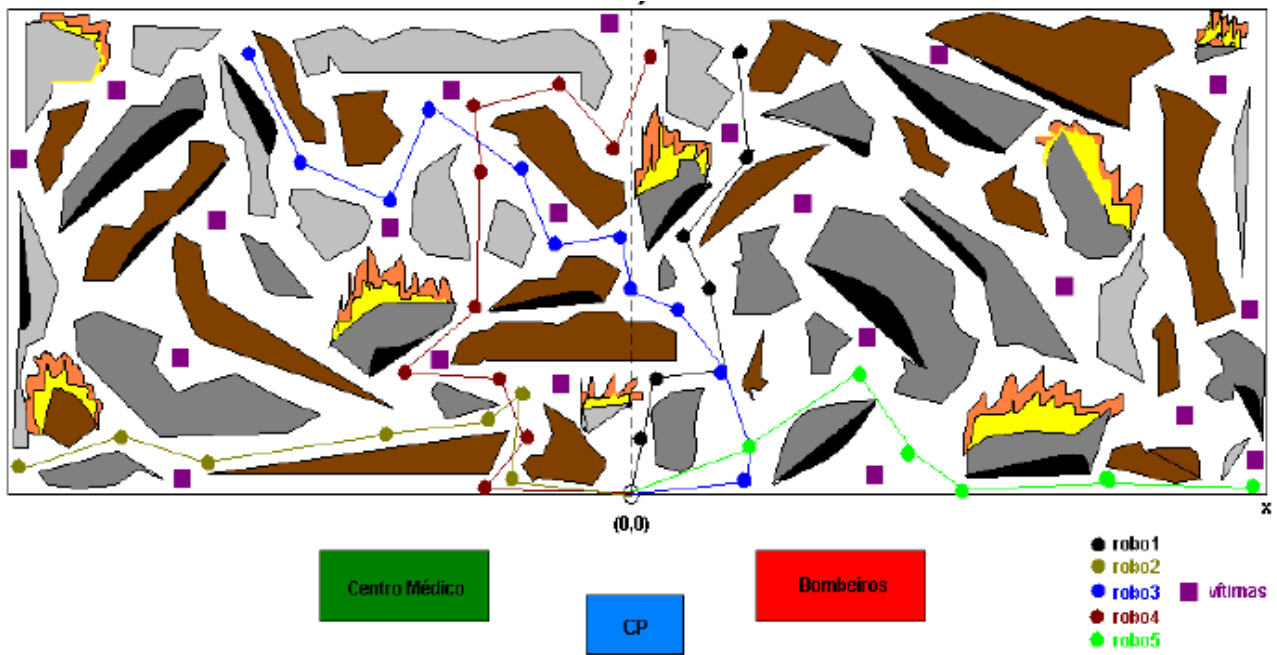 x
(0,0)
Centro Médico
Bombeiros
CP
robo1
robo2
robo3
robo4
robo5
vítimas